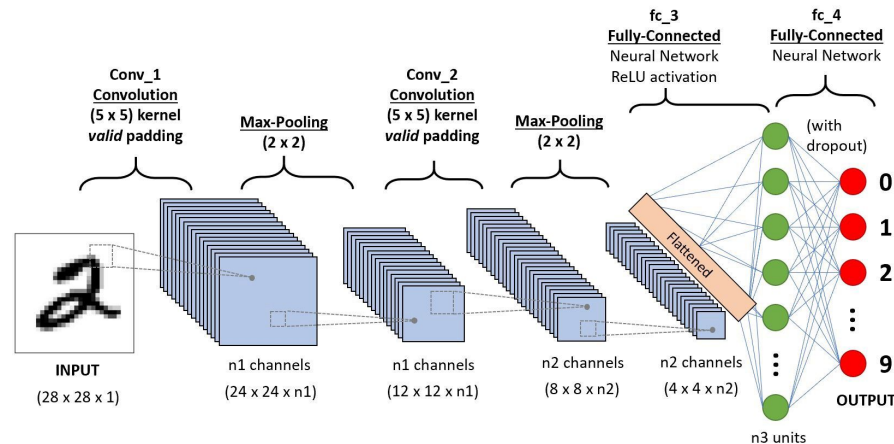 Conv_1
Convolution
(5 x 5) kernel
valid padding
Max-Pooling
(2 x 2)
Conv_2
Convolution
(5 x 5) kernel
valid padding
Max-Pooling
(2 x 2)
fc_3
Fully-Connected
Neural Network
ReLU activation
fc_4
Fully-Connected
Neural Network
(with
dropout)
Flattened
0
1
2
9
OUTPUT
2
INPUT
(28 x 28 x 1)
n1 channels
(24 x 24 x n1)
n1 channels
(12 x 12 x n1)
n2 channels
(8 x 8 x n2)
n2 channels
(4 x 4 x n2)
n3 units